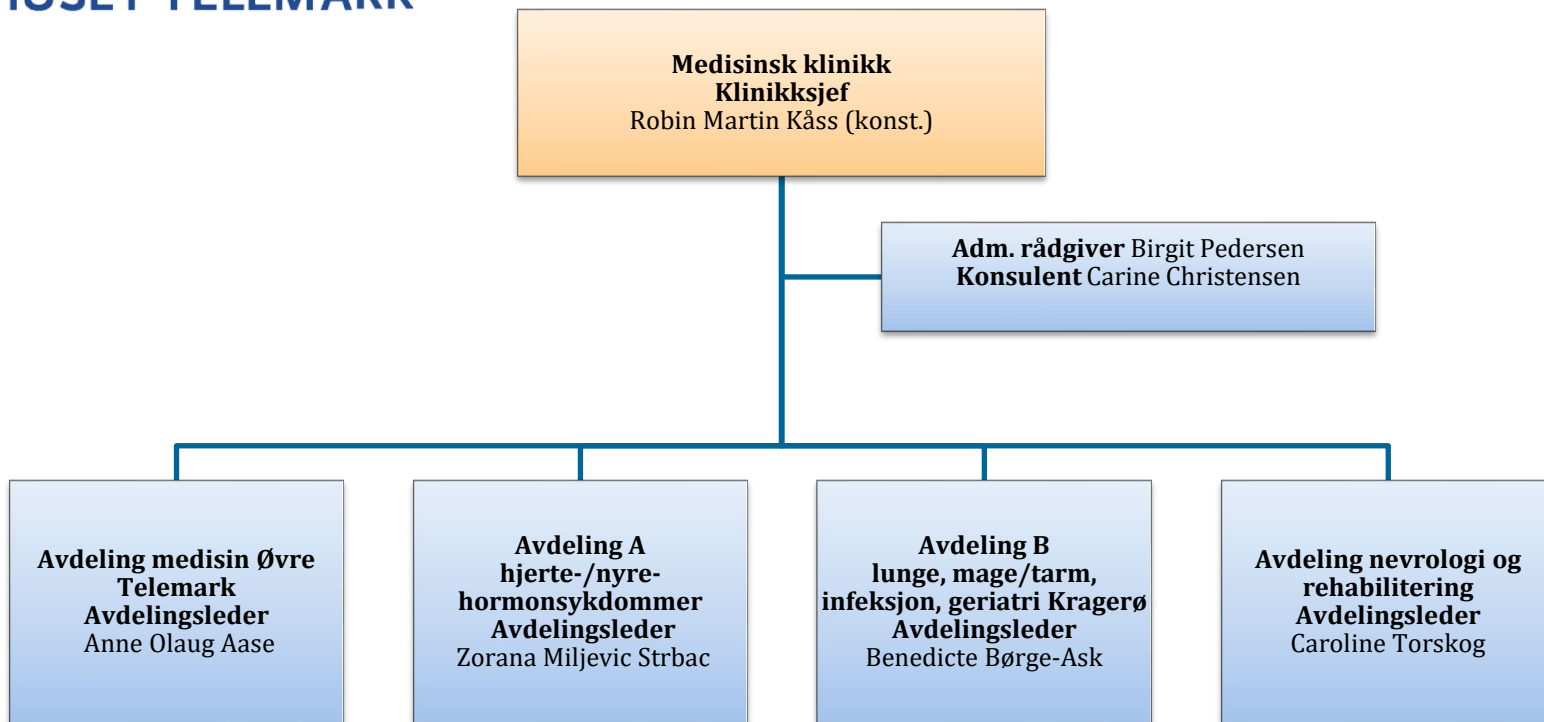 TELEMARK
Medisinsk klinikk
Klinikksjef
Robin Martin Kåss (konst.)
Adm. rådgiver Birgit Pedersen
Konsulent Carine Christensen
Avdeling medisin Øvre
Telemark
Avdelingsleder
Anne Olaug Aase
Avdeling A
hjerte-/nyre-
hormonsykdommer
Avdelingsleder
Zorana Miljevic Strbac
Avdeling B
lunge, mage/tarm,
infeksjon, geriatri Kragerø
Avdelingsleder
Benedicte Børge-Ask
Avdeling nevrologi og
rehabilitering
Avdelingsleder
Caroline Torskog